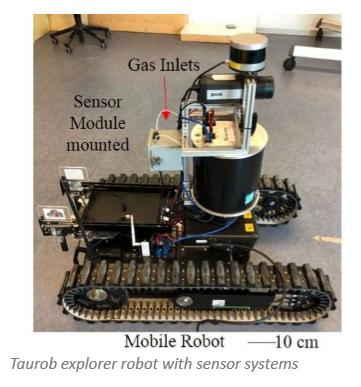 Gas Inlets
Sensor
Module
mounted
Mobile Robot
10 cm
Taurob explorer robot with sensor systems